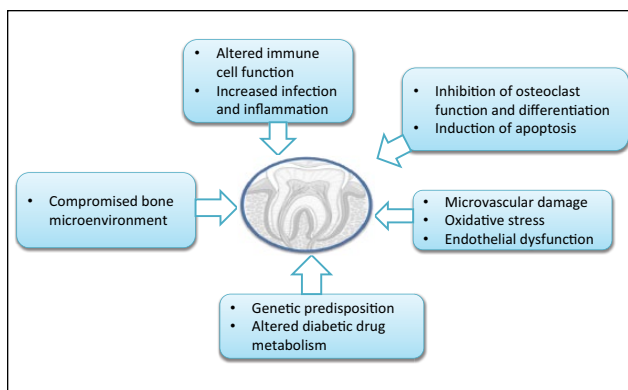 • Altered immune
cell function
• Increased infection
and inflammation
• Inhibition of osteoclast
function and differentiation
• Induction of apoptosis
• Compromised bone
microenvironment
• Microvascular damage
• Oxidative stress
• Endothelial dysfunction
• Genetic predisposition
• Altered diabetic drug
metabolism